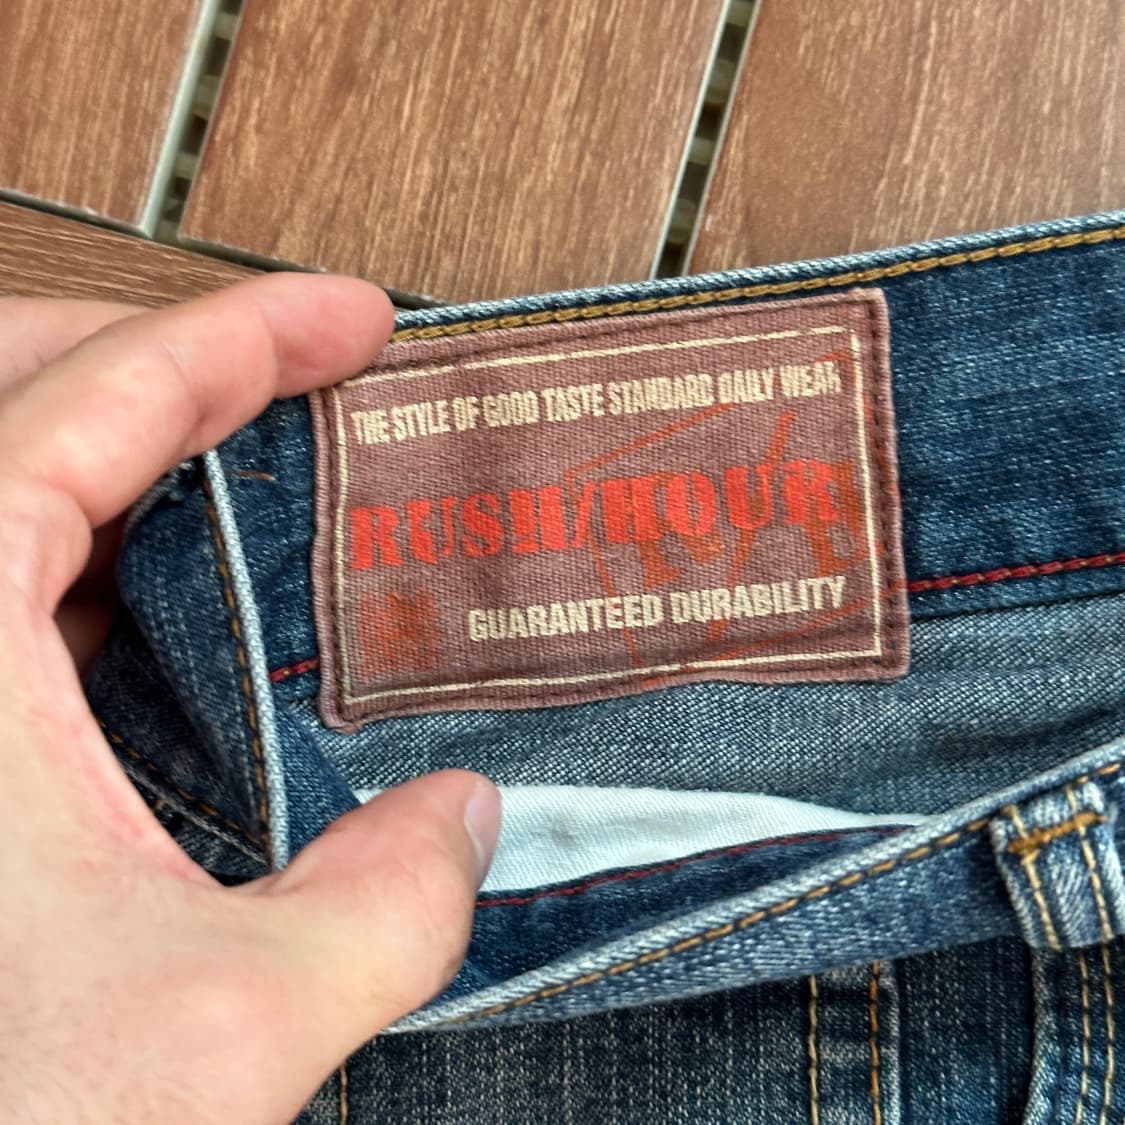 THE STYLE OF GOOD TASTE STANDARD DAILY WEAR
RUSH/HOUR
GUARANTEED DURABILITY